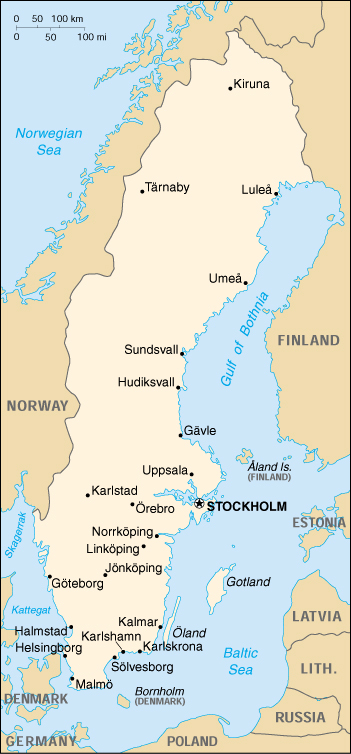 0 50 100 km
0 50 100 mi
Kiruna
Norwegian
Sea
Tärnaby
Luleå
Umeå
Gulf of Bothnia
FINLAND
Sundsvall
Hudiksvall
NORWAY
Gävle
Uppsala
Åland Is.
(FINLAND)
Karlstad
Örebro
STOCKHOLM
Skagerrak
ESTONIA
Norrköping
Linköping
Jönköping
Göteborg
Gotland
Kattegat
LATVIA
Halmstad
Kalmar
Öland
Karlshamn
Helsingborg
Karlskrona
Baltic
Sea
Sölvesborg
LITH.
Malmö
Bornholm
(DENMARK)
DENMARK
RUSSIA
GERMANY
POLAND